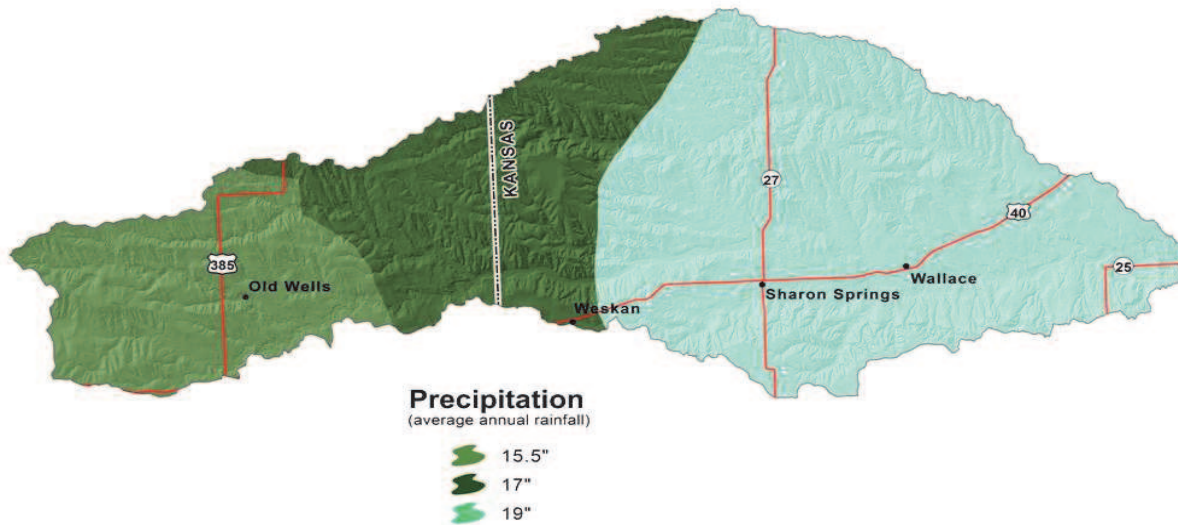 KANSAS
27
40
385
25
Old Wells
Wallace
Sharon Springs
Weskan
Precipitation
(average annual rainfall)
15.5"
17"
19"